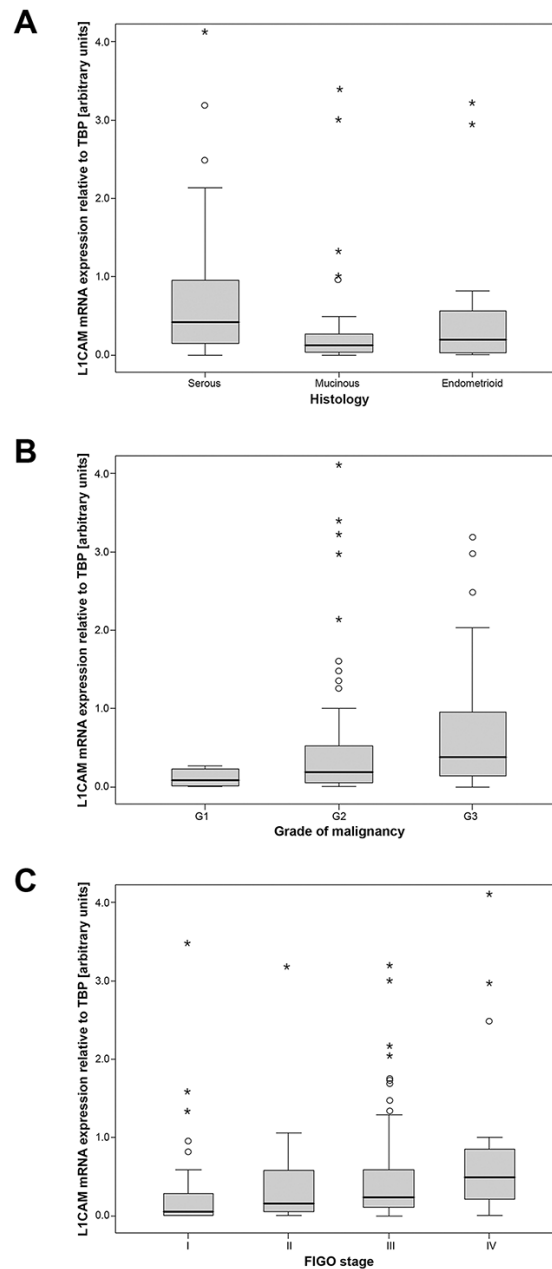 A
L1CAM mRNA expression relative to TBP [arbitrary units]
4.0
3.0
2.0
1.0
0.0
Serous Mucinous Endometrioid
Histology
B
L1CAM mRNA expression relative to TBP [arbitrary units]
4.0
3.0
2.0
1.0
0.0
G1 G2 G3
Grade of malignancy
C
L1CAM mRNA expression relative to TBP [arbitrary units]
4.0
3.0
2.0
1.0
0.0
I II III IV
FIGO stage